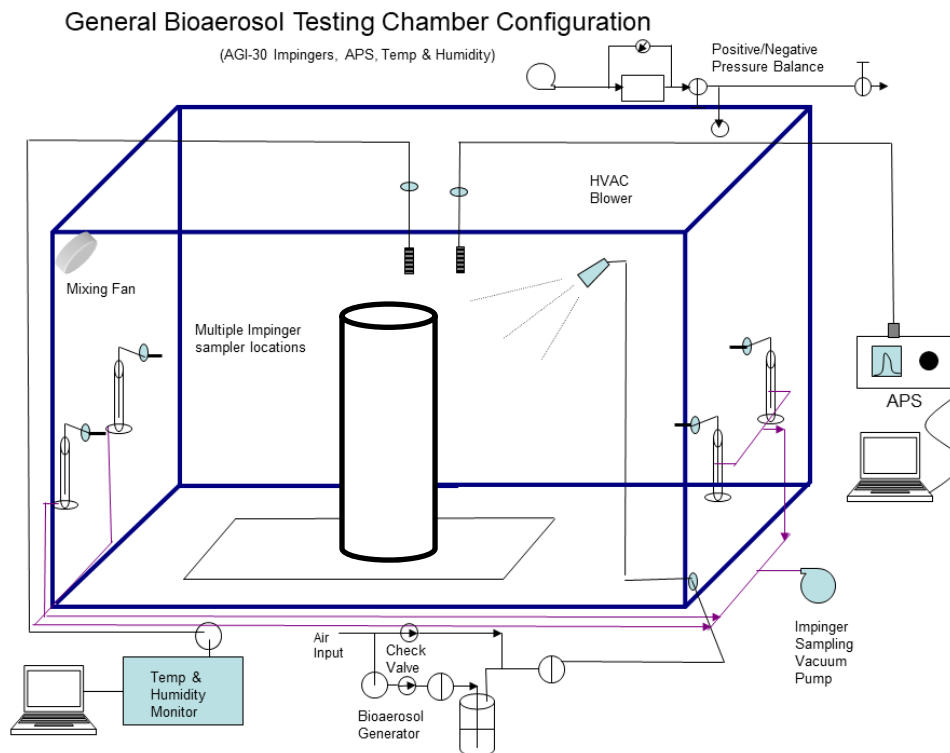 General Bioaerosol Testing Chamber Configuration
(AGI-30 Impingers, APS, Temp & Humidity)
Positive/Negative
Pressure Balance
HVAC
Blower
Mixing Fan
Multiple Impinger
sampler locations
APS
Air
Input
Check
Valve
Bioaerosol
Generator
Impinger
Sampling
Vacuum
Pump
Temp &
Humidity
Monitor